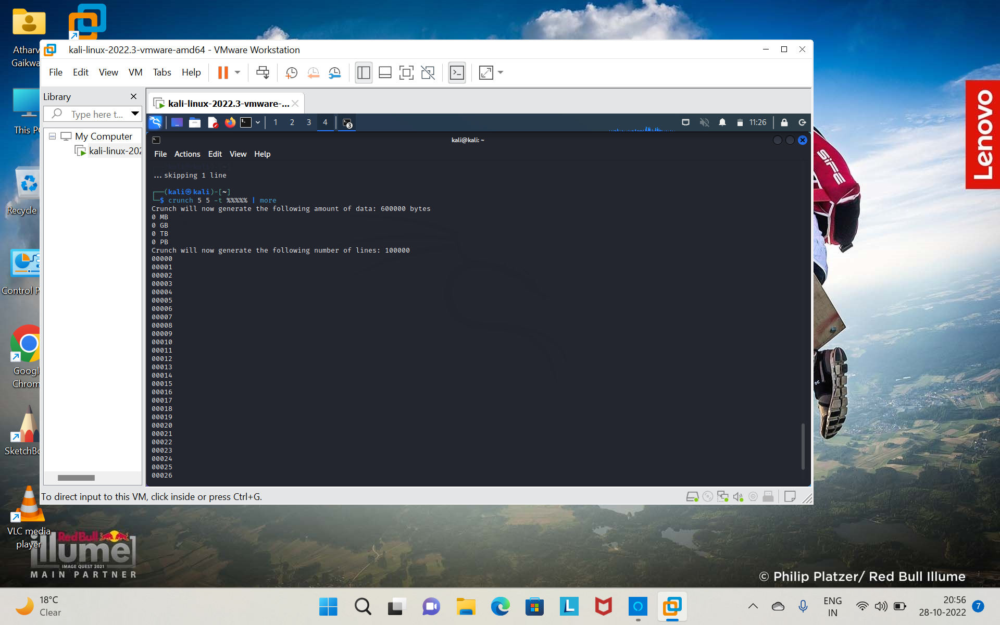 Atharv
Gaikwa
This PC
Recycle
Control P
Googl
Chrom
SketchBo
VLC media
player
kali-linux-2022.3-vmware-amd64 - VMware Workstation
File Edit View VM Tabs Help
Library
Type here t...
My Computer
kali-linux-202
kali-linux-2022.3-vmware-...
1 2 3 4
3
11:26
kali@kali: ~
File Actions Edit View Help
...skipping 1 line
┌──(kali㉿kali)-[~]
└─$ crunch 5 5 -t %%%%% | more
Crunch will now generate the following amount of data: 600000 bytes
0 MB
0 GB
0 TB
0 PB
Crunch will now generate the following number of lines: 100000
00000
00001
00002
00003
00004
00005
00006
00007
00008
00009
00010
00011
00012
00013
00014
00015
00016
00017
00018
00019
00020
00021
00022
00023
00024
00025
00026
To direct input to this VM, click inside or press Ctrl+G.
Lenovo
SiFE
DC
RedBull
illume
IMAGE QUEST 2021
MAIN PARTNER
© Philip Platzer/ Red Bull Illume
18°C
Clear
L
ENG
IN
20:56
28-10-2022
7